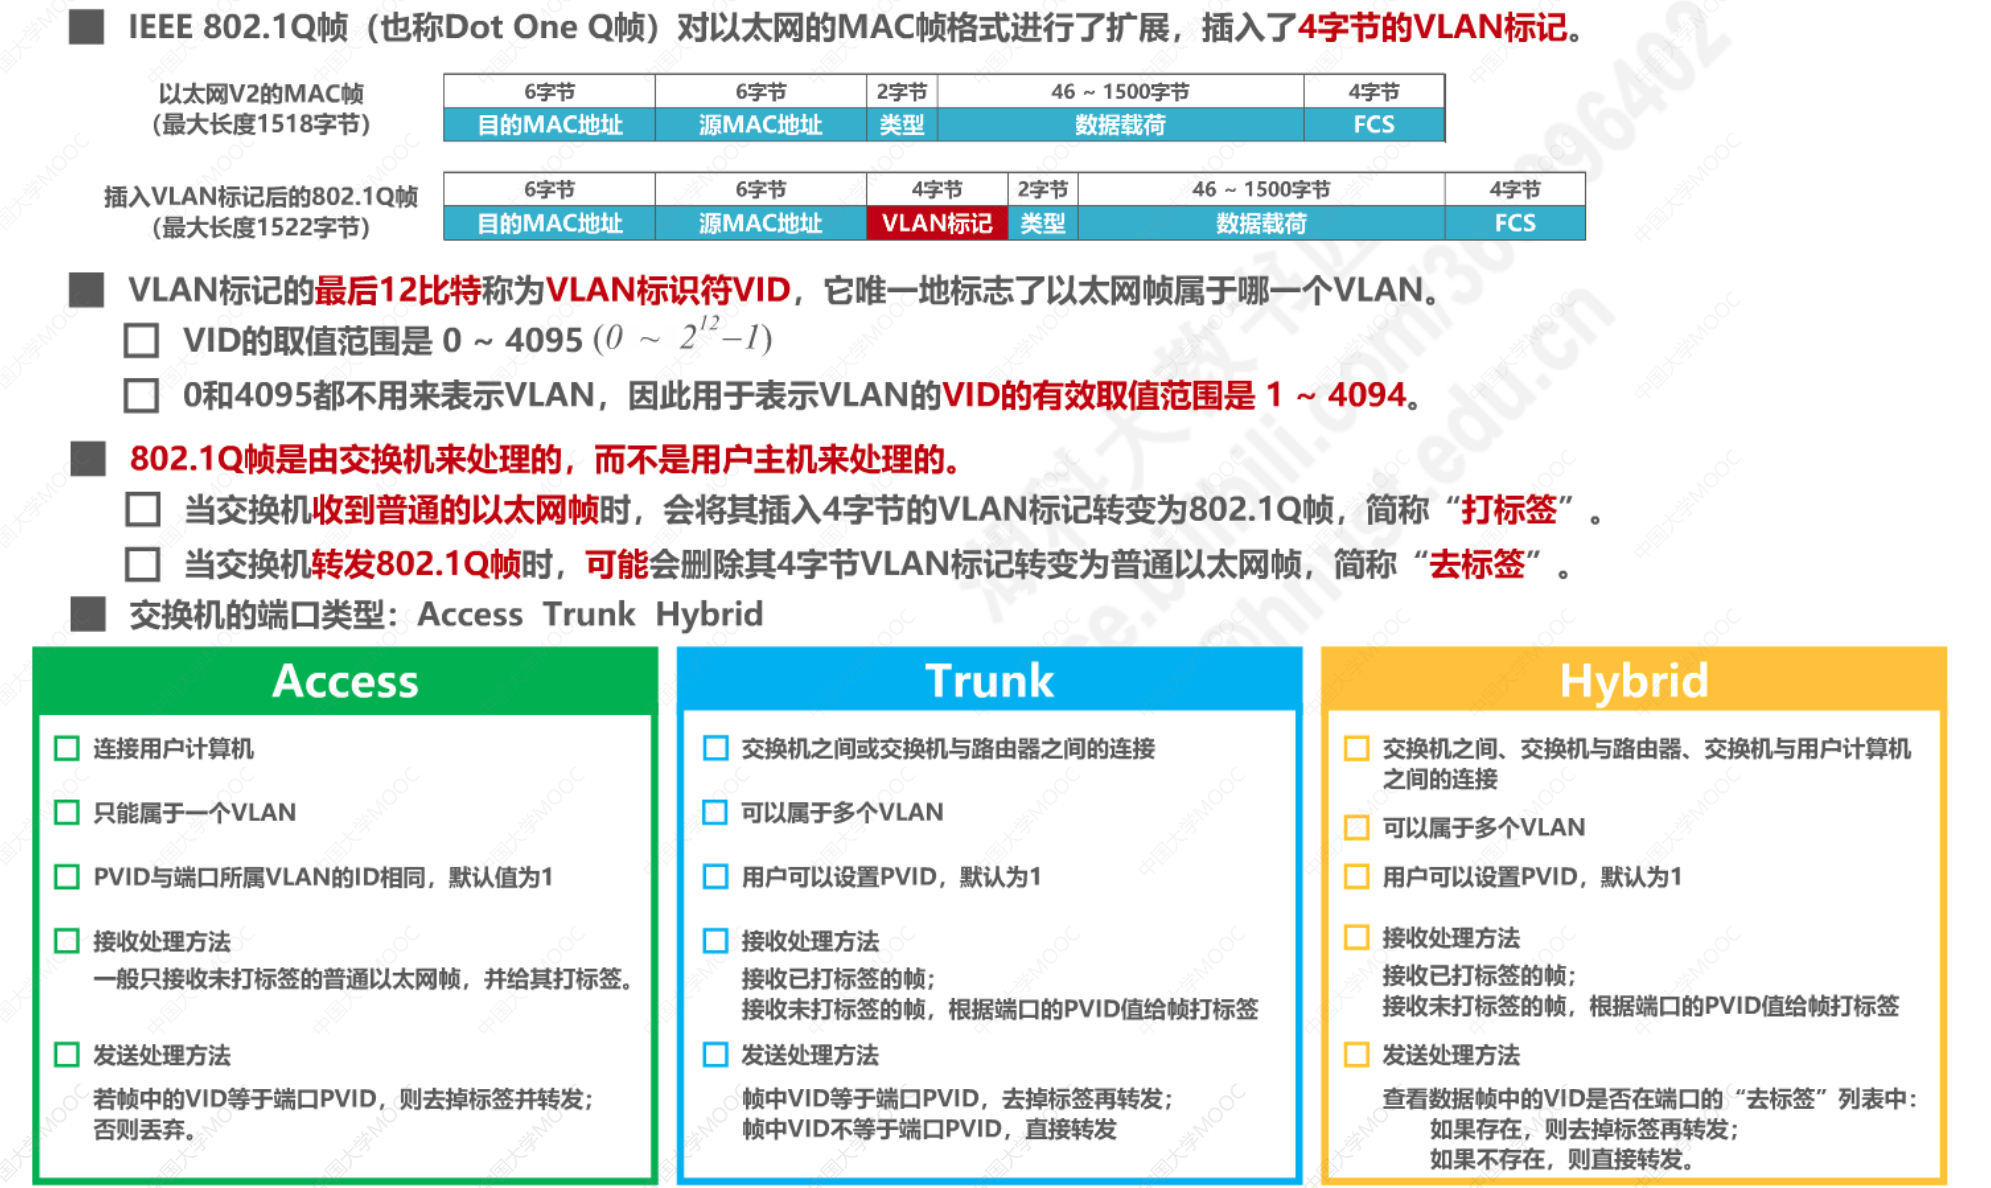 IEEE 802.1Q帧（也称Dot One Q帧）对以太网的MAC帧格式进行了扩展，插入了4字节的VLAN标记。
以太网V2的MAC帧
（最大长度1518字节）
6字节 6字节 2字节 46 ~ 1500字节 4字节
目的MAC地址 源MAC地址 类型 数据载荷 FCS
插入VLAN标记后的802.1Q帧
（最大长度1522字节）
6字节 6字节 4字节 2字节 46 ~ 1500字节 4字节
目的MAC地址 源MAC地址 VLAN标记 类型 数据载荷 FCS
VLAN标记的最后12比特称为VLAN标识符VID，它唯一地标志了以太网帧属于哪一个VLAN。
VID的取值范围是 0 ~ 4095 (0 ~ 2^12−1)
0和4095都不用来表示VLAN，因此用于表示VLAN的VID的有效取值范围是 1 ~ 4094。
802.1Q帧是由交换机来处理的，而不是用户主机来处理的。
当交换机收到普通的以太网帧时，会将其插入4字节的VLAN标记转变为802.1Q帧，简称“打标签”。
当交换机转发802.1Q帧时，可能会删除其4字节VLAN标记转变为普通以太网帧，简称“去标签”。
交换机的端口类型：Access Trunk Hybrid
Access
连接用户计算机
只能属于一个VLAN
PVID与端口所属VLAN的ID相同，默认值为1
接收处理方法
一般只接收未打标签的普通以太网帧，并给其打标签。
发送处理方法
若帧中的VID等于端口PVID，则去掉标签并转发；
否则丢弃。
Trunk
交换机之间或交换机与路由器之间的连接
可以属于多个VLAN
用户可以设置PVID，默认为1
接收处理方法
接收已打标签的帧；
接收未打标签的帧，根据端口的PVID值给帧打标签
发送处理方法
帧中VID等于端口PVID，去掉标签再转发；
帧中VID不等于端口PVID，直接转发
Hybrid
交换机之间、交换机与路由器、交换机与用户计算机
之间的连接
可以属于多个VLAN
用户可以设置PVID，默认为1
接收处理方法
接收已打标签的帧；
接收未打标签的帧，根据端口的PVID值给帧打标签
发送处理方法
查看数据帧中的VID是否在端口的“去标签”列表中：
如果存在，则去掉标签再转发；
如果不存在，则直接转发。
中国大学MOOC